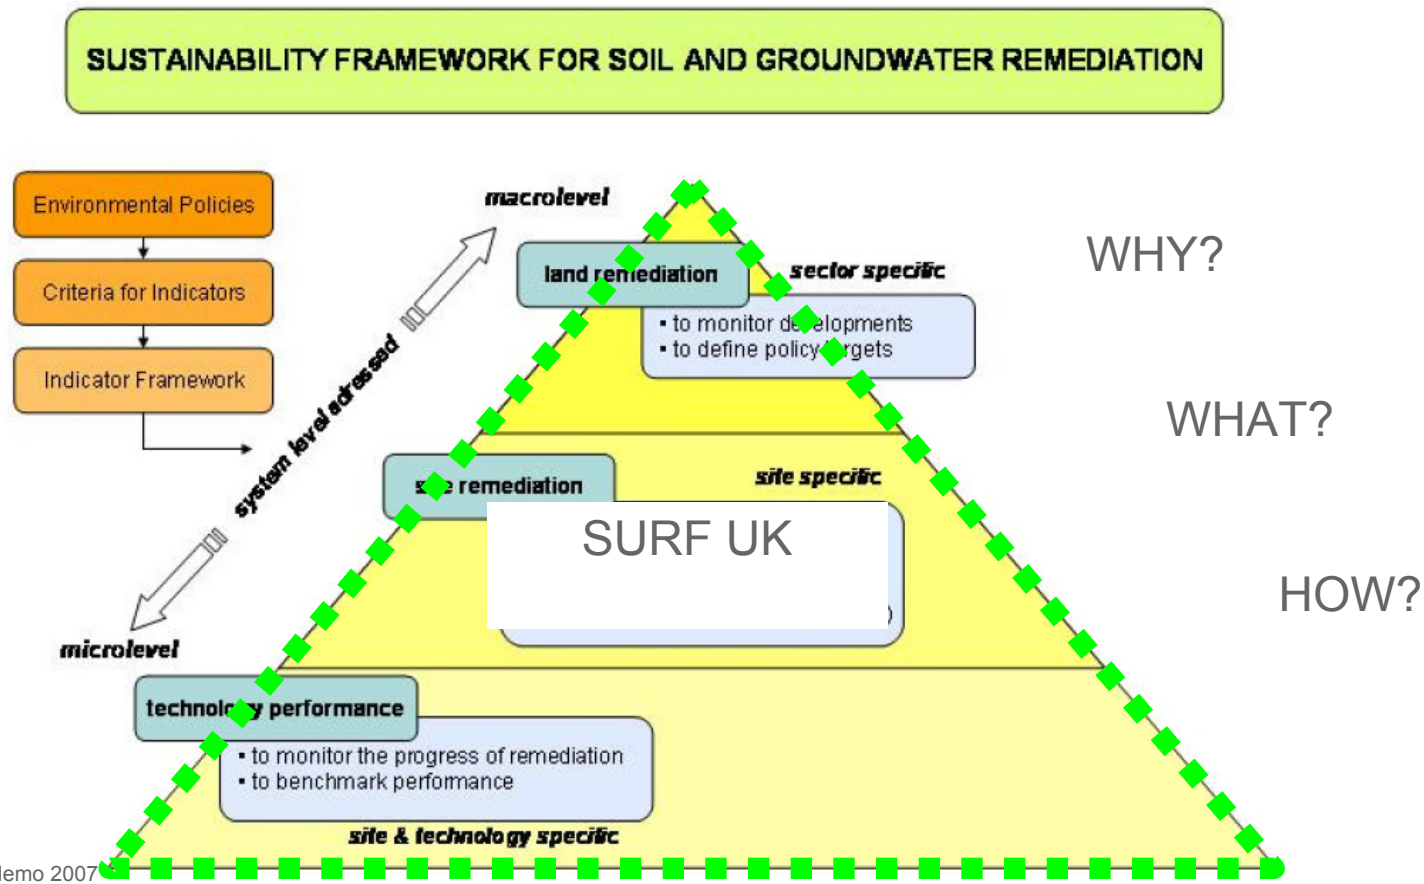 SUSTAINABILITY FRAMEWORK FOR SOIL AND GROUNDWATER REMEDIATION
Environmental Policies
Criteria for Indicators
Indicator Framework
macrolevel
system level adressed
microlevel
land remediation
sector specific
▪ to monitor developments
▪ to define policy targets
WHY?
WHAT?
HOW?
site remediation
site specific
SURF UK
technology performance
▪ to monitor the progress of remediation
▪ to benchmark performance
site & technology specific
2007